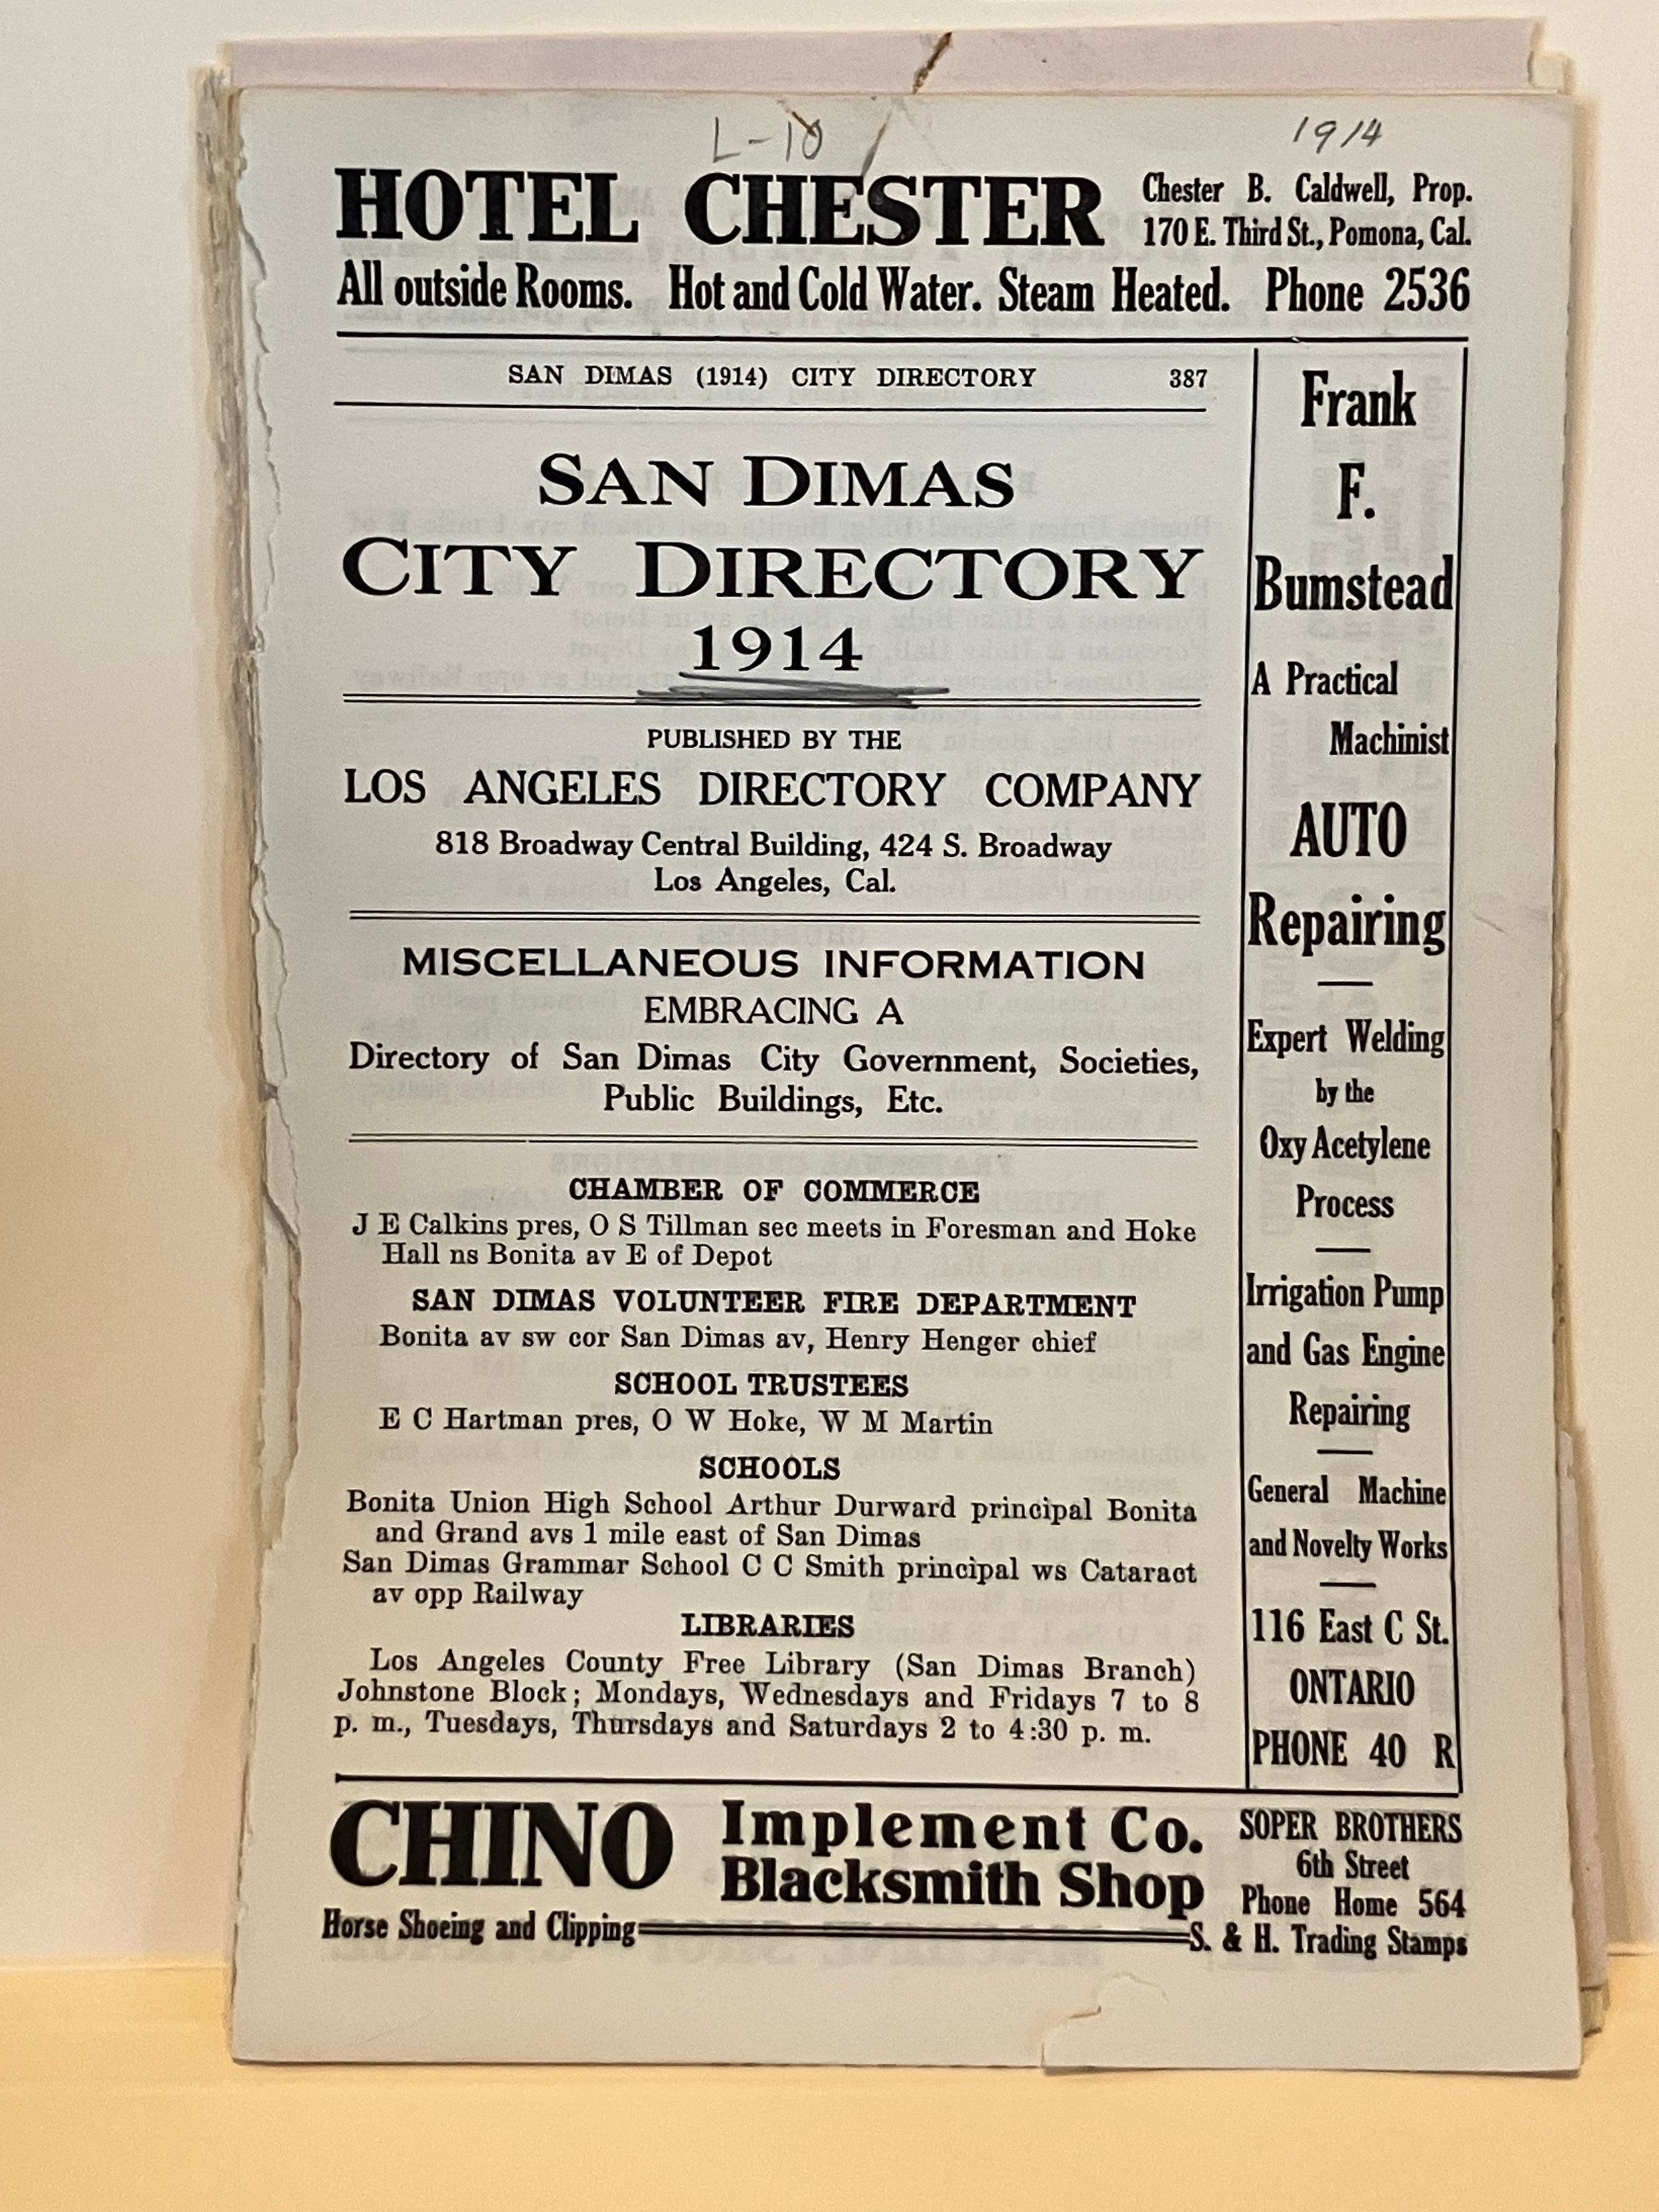 L-10
1914
HOTEL CHESTER
Chester B. Caldwell, Prop.
170 E. Third St., Pomona, Cal.
All outside Rooms. Hot and Cold Water. Steam Heated. Phone 2536
SAN DIMAS (1914) CITY DIRECTORY 387
SAN DIMAS
CITY DIRECTORY
1914
PUBLISHED BY THE
LOS ANGELES DIRECTORY COMPANY
818 Broadway Central Building, 424 S. Broadway
Los Angeles, Cal.
MISCELLANEOUS INFORMATION
EMBRACING A
Directory of San Dimas City Government, Societies,
Public Buildings, Etc.
CHAMBER OF COMMERCE
J E Calkins pres, O S Tillman sec meets in Foresman and Hoke
Hall ns Bonita av E of Depot
SAN DIMAS VOLUNTEER FIRE DEPARTMENT
Bonita av sw cor San Dimas av, Henry Henger chief
SCHOOL TRUSTEES
E C Hartman pres, O W Hoke, W M Martin
SCHOOLS
Bonita Union High School Arthur Durward principal Bonita
and Grand avs 1 mile east of San Dimas
San Dimas Grammar School C C Smith principal ws Cataract
av opp Railway
LIBRARIES
Los Angeles County Free Library (San Dimas Branch)
Johnstone Block; Mondays, Wednesdays and Fridays 7 to 8
p. m., Tuesdays, Thursdays and Saturdays 2 to 4:30 p. m.
Frank
F.
Bumstead
A Practical
Machinist
AUTO
Repairing
Expert Welding
by the
Oxy Acetylene
Process
Irrigation Pump
and Gas Engine
Repairing
General Machine
and Novelty Works
116 East C St.
ONTARIO
PHONE 40 R
CHINO
Implement Co.
Blacksmith Shop
SOPER BROTHERS
6th Street
Phone Home 564
Horse Shoeing and Clipping
S. & H. Trading Stamps